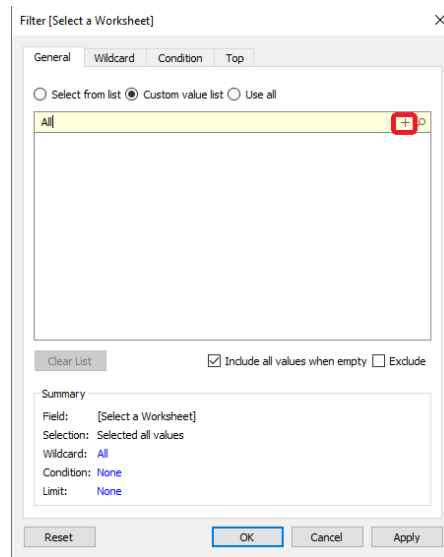 Filter [Select a Worksheet]
General Wildcard Condition Top
Select from list Custom value list Use all
All
Clear List Include all values when empty Exclude
Summary
Field: [Select a Worksheet]
Selection: Selected all values
Wildcard: All
Condition: None
Limit: None
Reset OK Cancel Apply